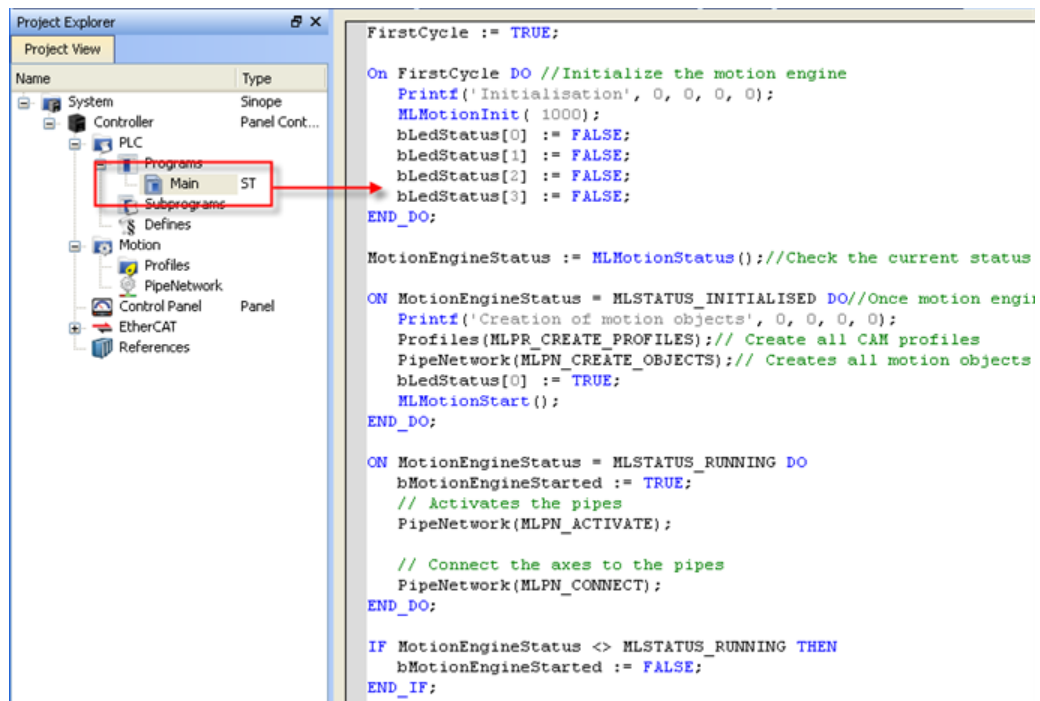 Project Explorer
Project View
Name Type
System Sinope
Controller Panel Cont...
PLC
Programs
Main ST
Subprograms
Defines
Motion
Profiles
PipeNetwork
Control Panel Panel
EtherCAT
References
FirstCycle := TRUE;
On FirstCycle DO //Initialize the motion engine
Printf('Initialisation', 0, 0, 0, 0);
MLMotionInit( 1000);
bLedStatus[0] := FALSE;
bLedStatus[1] := FALSE;
bLedStatus[2] := FALSE;
bLedStatus[3] := FALSE;
END_DO;
MotionEngineStatus := MLMotionStatus();//Check the current status
ON MotionEngineStatus = MLSTATUS_INITIALISED DO//Once motion engi
Printf('Creation of motion objects', 0, 0, 0, 0);
Profiles(MLPR_CREATE_PROFILES);// Create all CAM profiles
PipeNetwork(MLPN_CREATE_OBJECTS);// Creates all motion objects
bLedStatus[0] := TRUE;
MLMotionStart();
END_DO;
ON MotionEngineStatus = MLSTATUS_RUNNING DO
bMotionEngineStarted := TRUE;
// Activates the pipes
PipeNetwork(MLPN_ACTIVATE);
// Connect the axes to the pipes
PipeNetwork(MLPN_CONNECT);
END_DO;
IF MotionEngineStatus <> MLSTATUS_RUNNING THEN
bMotionEngineStarted := FALSE;
END_IF;